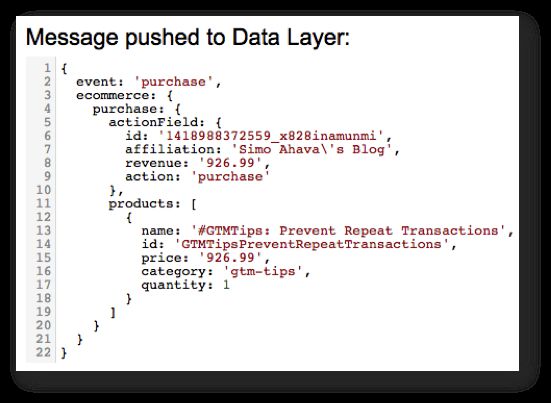 Message pushed to Data Layer:
1 {
2   event: 'purchase',
3   ecommerce: {
4     purchase: {
5       actionField: {
6         id: '1418988372559_x828inamunmi',
7         affiliation: 'Simo Ahava\'s Blog',
8         revenue: '926.99',
9         action: 'purchase'
10       },
11       products: [
12         {
13           name: '#GTMTips: Prevent Repeat Transactions',
14           id: 'GTMTipsPreventRepeatTransactions',
15           price: '926.99',
16           category: 'gtm-tips',
17           quantity: 1
18         }
19       ]
20     }
21   }
22 }